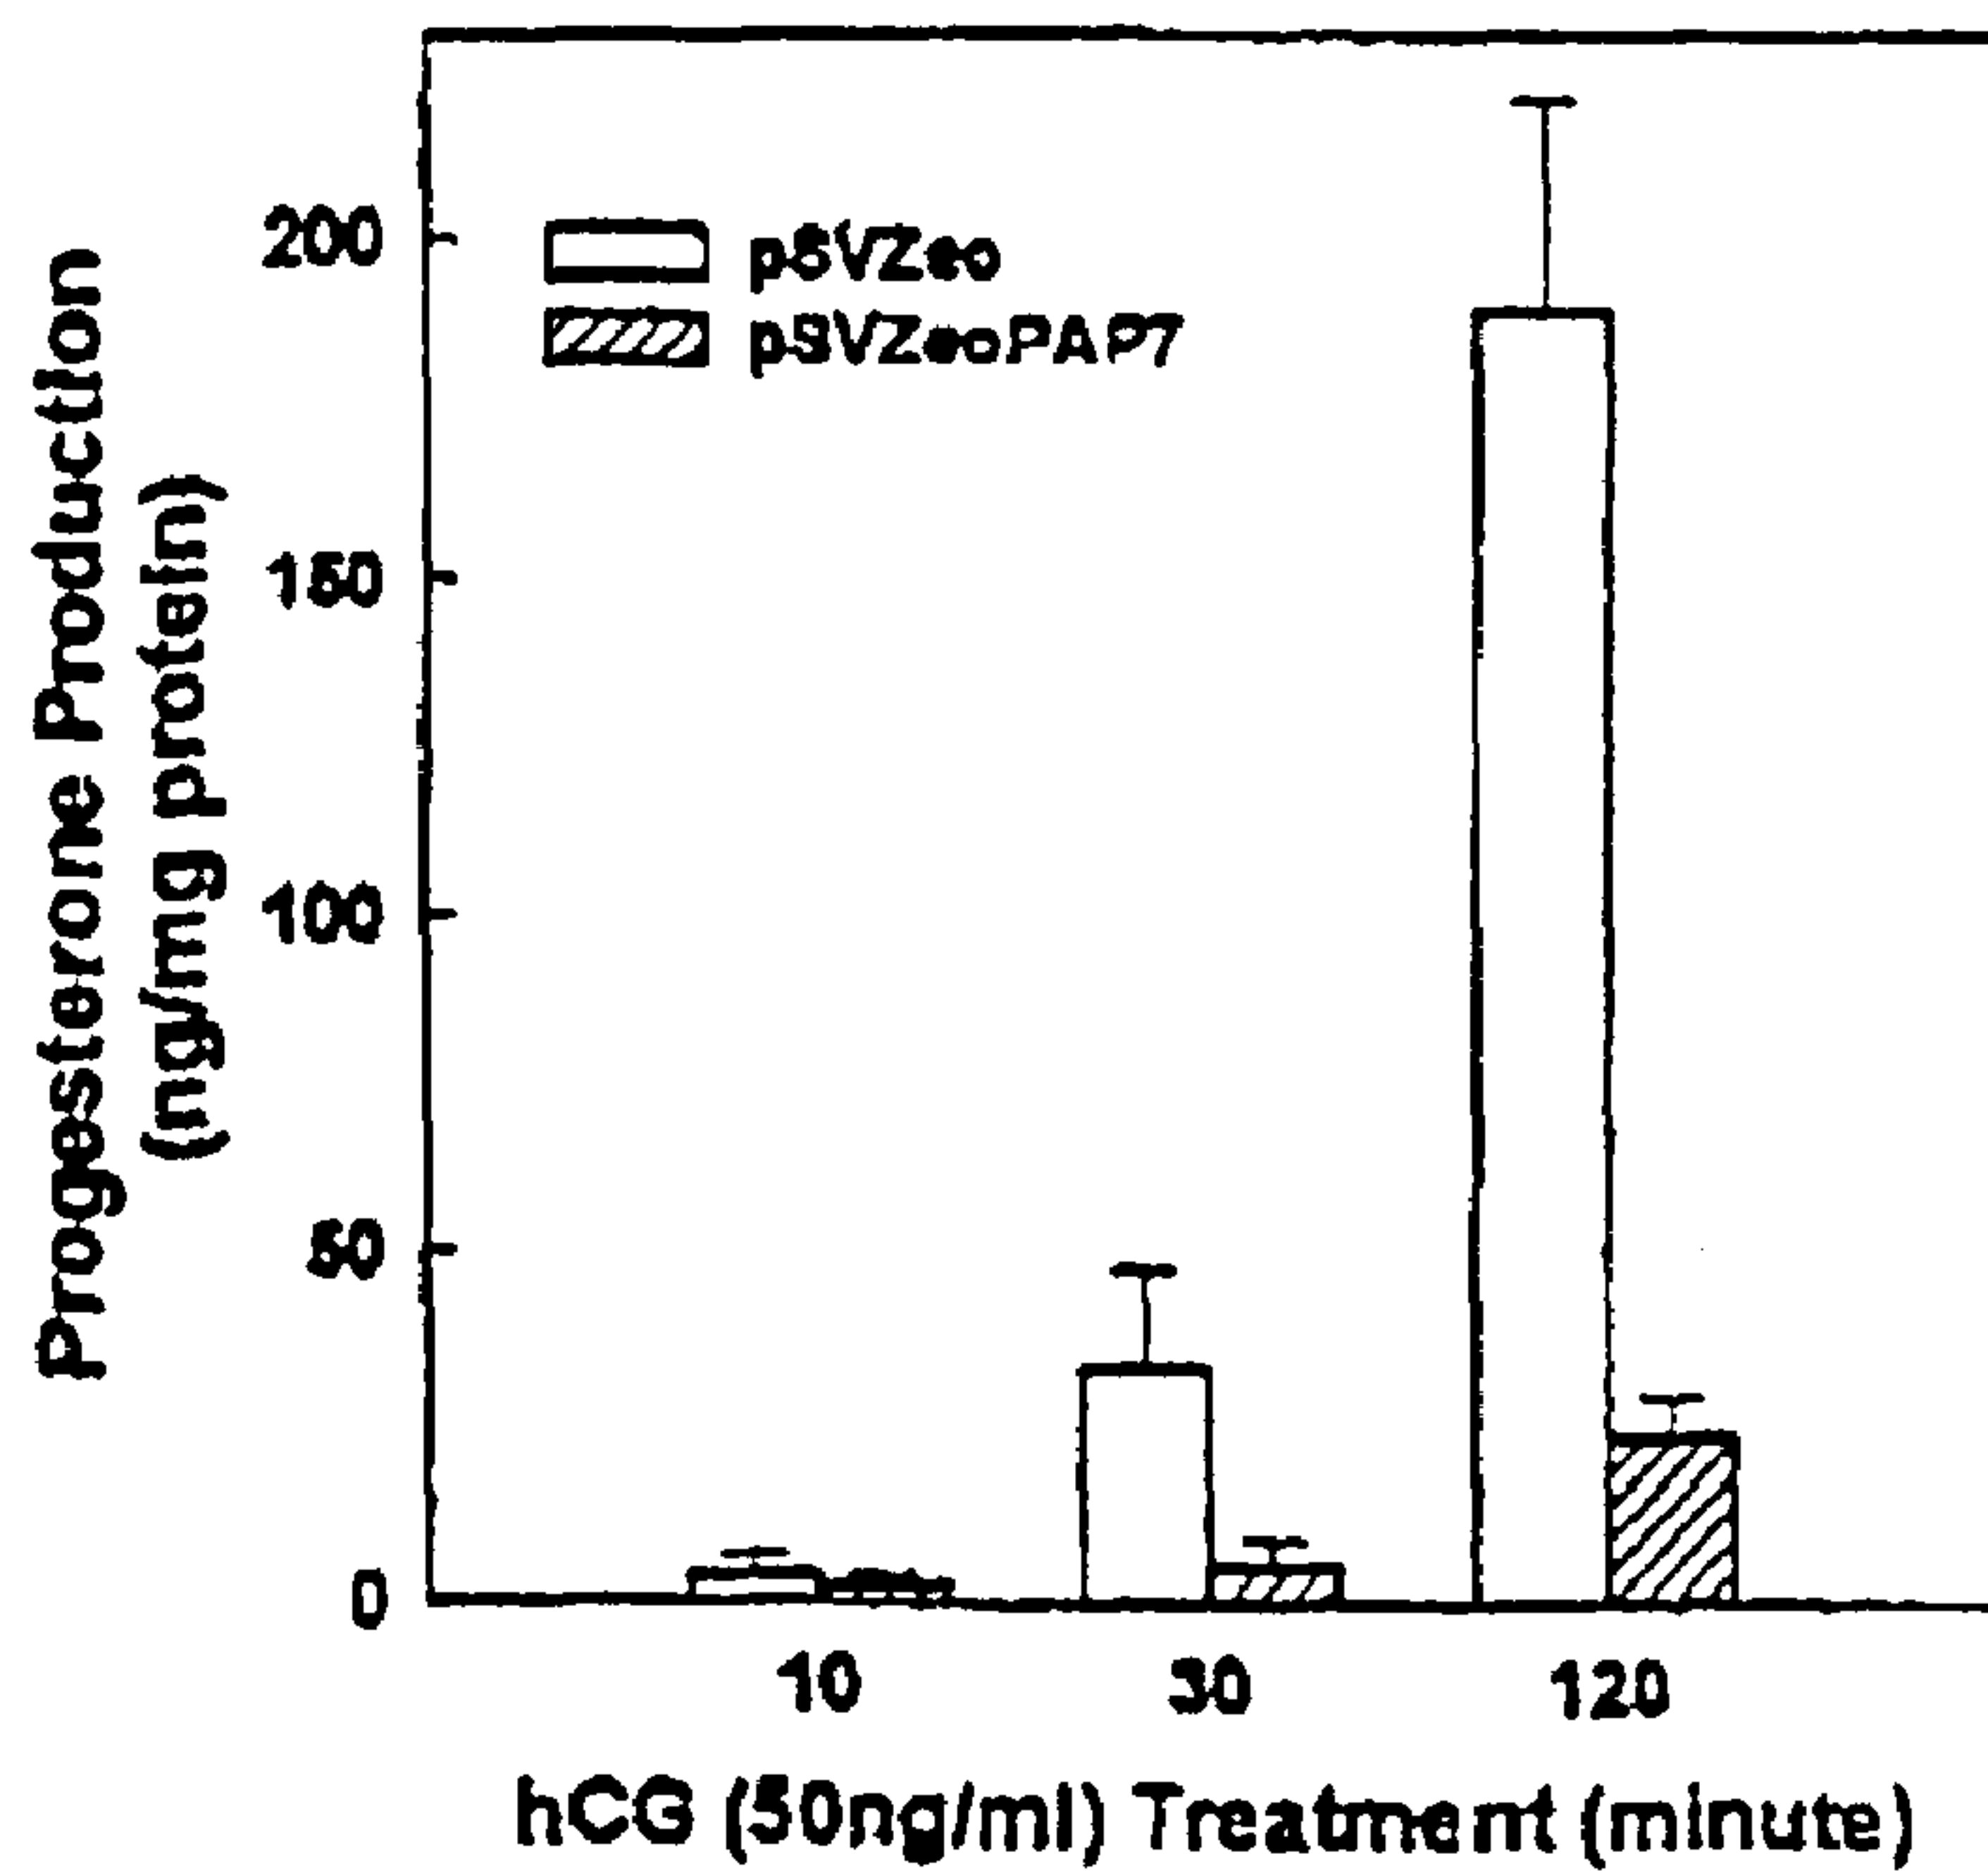 Progesterone Production
(ng/mg protein)
200
150
100
50
0
pSVZeo
pSVZeoPAP7
10
30
120
hCG (50ng/ml) Treatment (minute)